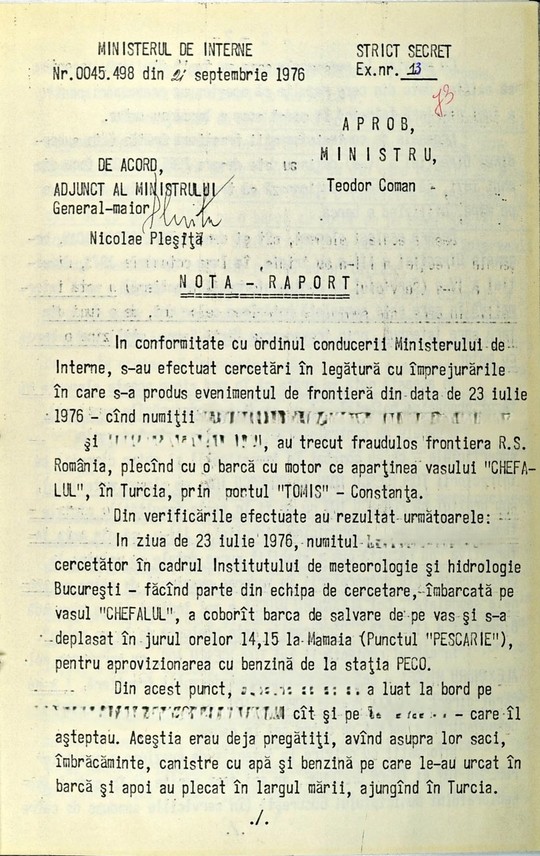 MINISTERUL DE INTERNE
STRICT SECRET
Nr.0045.498 din 21 septembrie 1976
Ex.nr. 13
73
A P R O B,
DE ACORD,
M I N I S T R U,
ADJUNCT AL MINISTRULUI
Teodor Coman
General-maior
Nicolae Pleşiţă
N O T A - R A P O R T
In conformitate cu ordinul conducerii Ministerului de
Interne, s-au efectuat cercetări în legătură cu împrejurările
în care s-a produs evenimentul de frontieră din data de 23 iulie
1976 - cînd numiţii
şi , au trecut fraudulos frontiera R.S.
România, plecînd cu o barcă cu motor ce aparţinea vasului "CHEFA-
LUL", în Turcia, prin portul "TOMIS" - Constanţa.
Din verificările efectuate au rezultat următoarele:
In ziua de 23 iulie 1976, numitul
cercetător în cadrul Institutului de meteorologie şi hidrologie
Bucureşti - făcînd parte din echipa de cercetare, îmbarcată pe
vasul "CHEFALUL", a coborît barca de salvare de pe vas şi s-a
deplasat în jurul orelor 14,15 la Mamaia (Punctul "PESCARIE"),
pentru aprovizionarea cu benzină de la staţia PECO.
Din acest punct, a luat la bord pe
cît şi pe - care îl
aşteptau. Aceştia erau deja pregătiţi, avînd asupra lor saci,
îmbrăcăminte, canistre cu apă şi benzină pe care le-au urcat în
barcă şi apoi au plecat în largul mării, ajungînd în Turcia.
./.